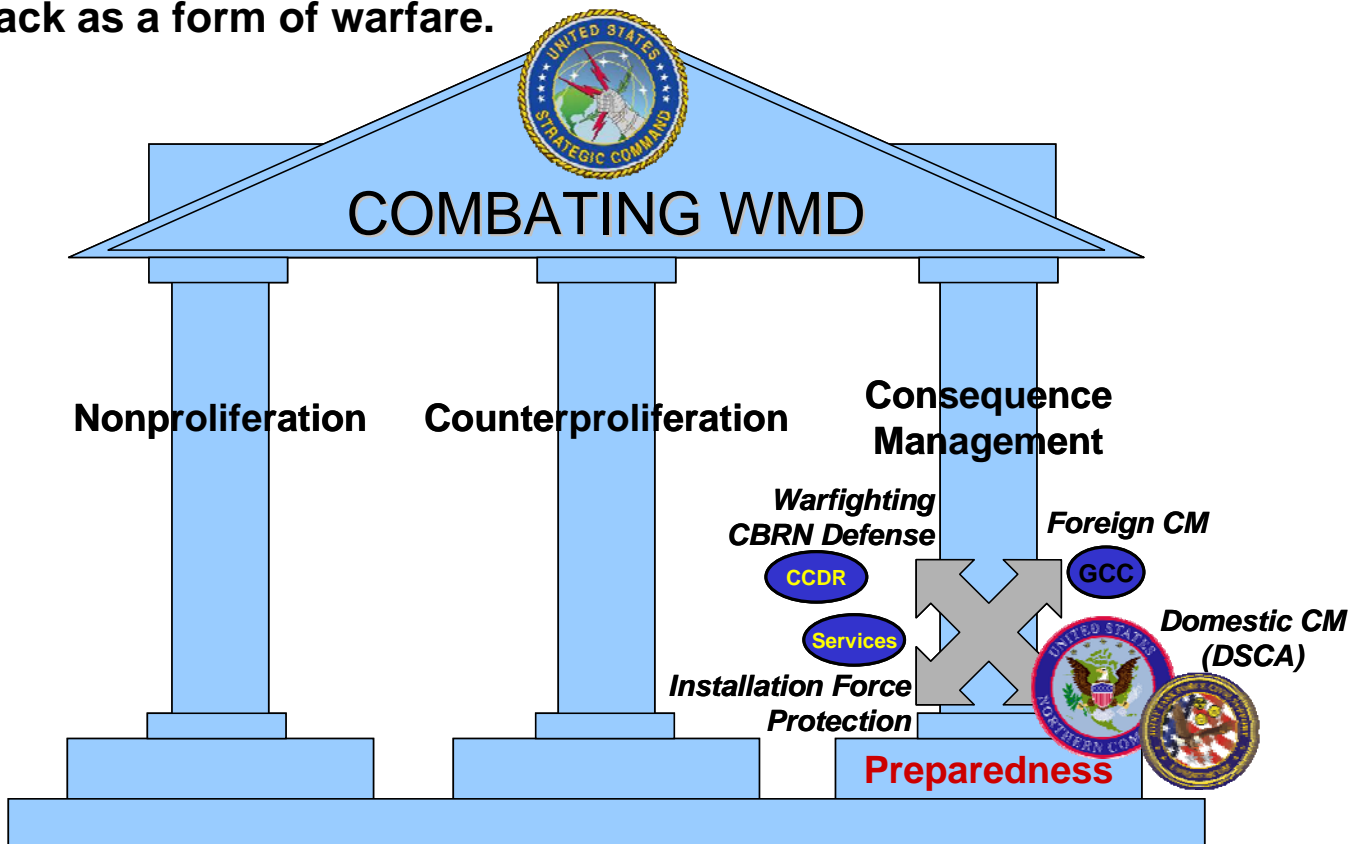 ack as a form of warfare.
UNITED STATES
STRATEGIC COMMAND
COMBATING WMD
Nonproliferation
Counterproliferation
Consequence
Management
Warfighting
CBRN Defense
Foreign CM
CCDR
GCC
Services
UNITED STATES
NORTHERN COM
Domestic CM
(DSCA)
Installation Force
Protection
Preparedness